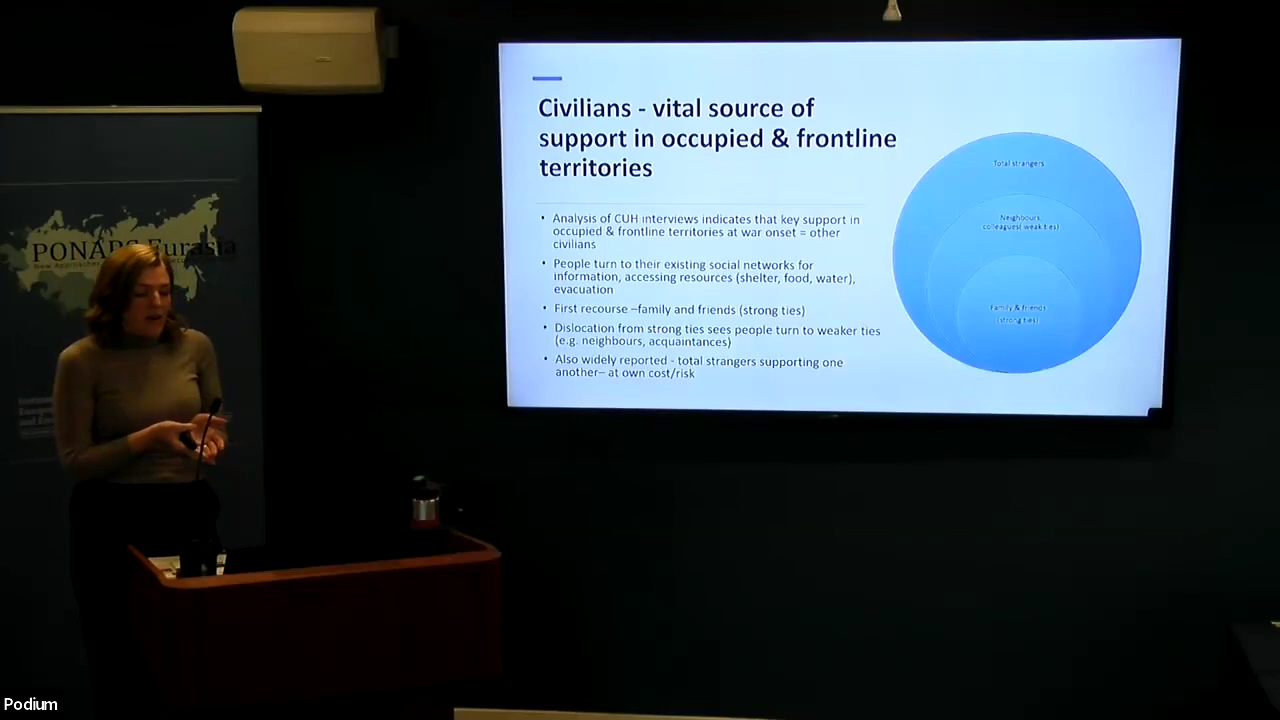 PONARS Eurasia
New Approaches
Civilians - vital source of
support in occupied & frontline
territories
• Analysis of CUH interviews indicates that key support in
occupied & frontline territories at war onset = other
civilians
• People turn to their existing social networks for
information, accessing resources (shelter, food, water),
evacuation
• First recourse –family and friends (strong ties)
• Dislocation from strong ties sees people turn to weaker ties
(e.g. neighbours, acquaintances)
• Also widely reported - total strangers supporting one
another– at own cost/risk
Total strangers
Neighbours,
colleagues( weak ties)
Family & friends
(strong ties)
Podium